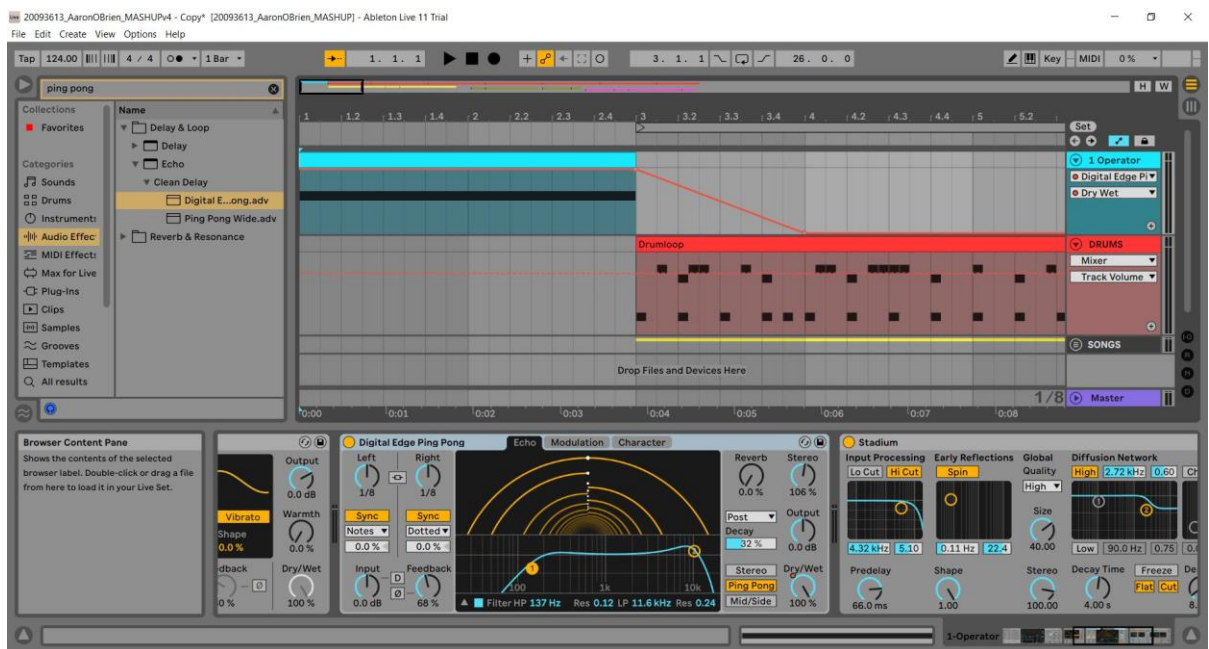 20093613_AaronOBrien_MASHUPv4 - Copy* [20093613_AaronOBrien_MASHUP] - Ableton Live 11 Trial
File Edit Create View Options Help
Tap 124.00 4 / 4 1 Bar 1. 1. 1 3. 1. 1 26. 0. 0 Key MIDI 0 %
ping pong
H W
Collections
Favorites
Categories
Sounds
Drums
Instruments
Audio Effec
MIDI Effects
Max for Live
Plug-Ins
Clips
Samples
Grooves
Templates
All results
Name
Delay & Loop
Delay
Echo
Clean Delay
Digital E...ong.adv
Ping Pong Wide.adv
Reverb & Resonance
1 1.2 1.3 1.4 2 2.2 2.3 2.4 3 3.2 3.3 3.4 4 4.2 4.3 4.4 5 5.2
Set
1 Operator
Digital Edge Pi
Dry Wet
Drumloop
DRUMS
Mixer
Track Volume
SONGS
Drop Files and Devices Here
1/8
Master
0:00 0:01 0:02 0:03 0:04 0:05 0:06 0:07 0:08
Browser Content Pane
Shows the contents of the selected
browser label. Double-click or drag a file
from here to load it in your Live Set.
Output
0.0 dB
Vibrato
Shape
0.0 %
Warmth
0.0 %
Dry/Wet
100 %
Digital Edge Ping Pong
Echo Modulation Character
Left Right
1/8 1/8
Sync Sync
Notes Dotted
0.0 % 0.0 %
Input Feedback
D
Ø
0.0 dB 68 %
100 1k 10k
Filter HP 137 Hz Res 0.12 LP 11.6 kHz Res 0.24
Reverb Stereo
0.0 % 106 %
Post
Output
Decay
32 % 0.0 dB
Stereo Dry/Wet
Ping Pong
Mid/Side 100 %
Stadium
Input Processing Early Reflections Global Diffusion Network
Lo Cut Hi Cut Spin Quality High 2.72 kHz 0.60
High
Size
40.00
4.32 kHz 5.10 0.11 Hz 22.4 Low 90.0 Hz 0.75
Predelay Shape Stereo Decay Time Freeze
Flat Cut
66.0 ms 1.00 100.00 4.00 s
1-Operator